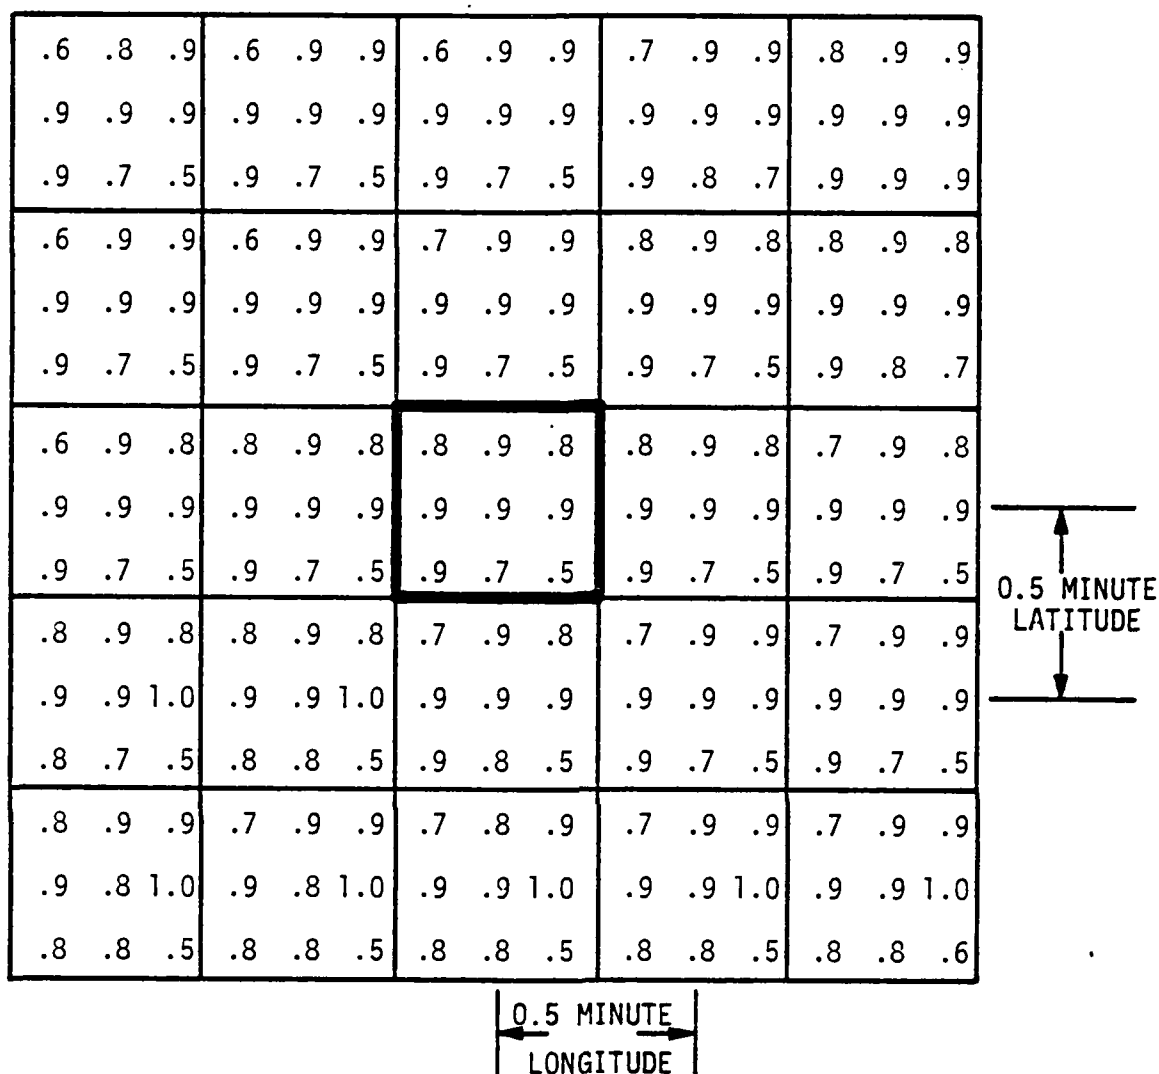 .6 .8 .9 .6 .9 .9 .6 .9 .9 .7 .9 .9 .8 .9 .9
.9 .9 .9 .9 .9 .9 .9 .9 .9 .9 .9 .9 .9 .9 .9
.9 .7 .5 .9 .7 .5 .9 .7 .5 .9 .8 .7 .9 .9 .9
.6 .9 .9 .6 .9 .9 .7 .9 .9 .8 .9 .8 .8 .9 .8
.9 .9 .9 .9 .9 .9 .9 .9 .9 .9 .9 .9 .9 .9 .9
.9 .7 .5 .9 .7 .5 .9 .7 .5 .9 .7 .5 .9 .8 .7
.6 .9 .8 .8 .9 .8 .8 .9 .8 .8 .9 .8 .7 .9 .8
.9 .9 .9 .9 .9 .9 .9 .9 .9 .9 .9 .9 .9 .9 .9
.9 .7 .5 .9 .7 .5 .9 .7 .5 .9 .7 .5 .9 .7 .5
0.5 MINUTE
LATITUDE
.8 .9 .8 .8 .9 .8 .7 .9 .8 .7 .9 .9 .7 .9 .9
.9 .9 1.0 .9 .9 1.0 .9 .9 .9 .9 .9 .9 .9 .9 .9
.8 .7 .5 .8 .8 .5 .9 .8 .5 .9 .7 .5 .9 .7 .5
.8 .9 .9 .7 .9 .9 .7 .8 .9 .7 .9 .9 .7 .9 .9
.9 .8 1.0 .9 .8 1.0 .9 .9 1.0 .9 .9 1.0 .9 .9 1.0
.8 .8 .5 .8 .8 .5 .8 .8 .5 .8 .8 .5 .8 .8 .6
0.5 MINUTE
LONGITUDE